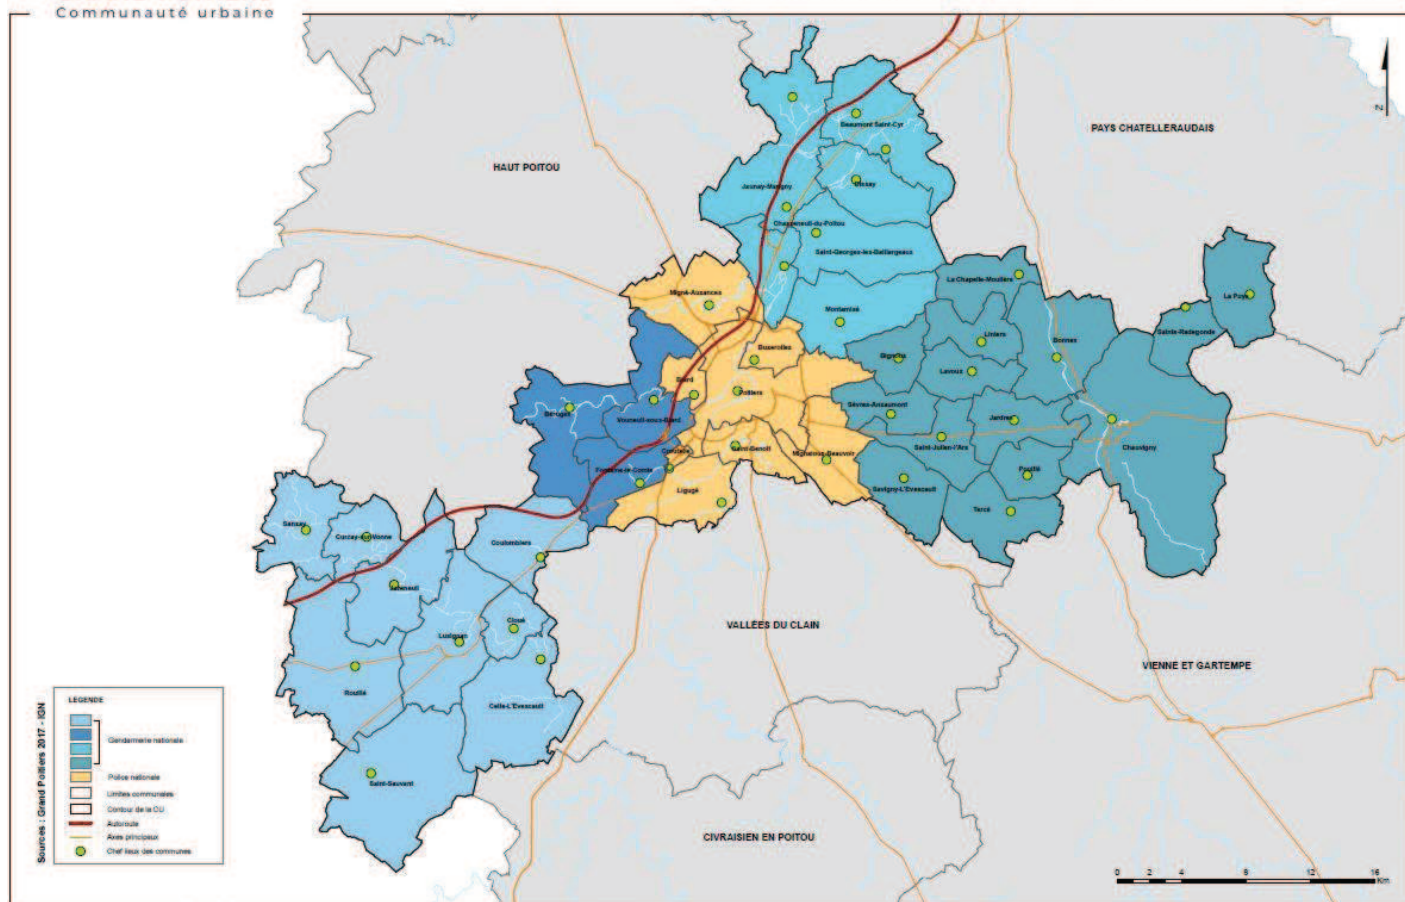 Communauté urbaine
N
PAYS CHATELLERAUDAIS
HAUT POITOU
Beaumont Saint-Cyr
Dissay
Jaunay-Marigny
Chasseneuil-du-Poitou
Saint-Georges-les-Baillargeaux
La Chapelle-Moulière
La Puye
Sainte-Radegonde
Migné-Auxances
Montamisé
Liniers
Bonnes
Buxerolles
Bignoux
Lavoux
Biard
Poitiers
Béruges
Vouneuil-sous-Biard
Sèvres-Anxaumont
Jardres
Saint-Julien-l'Ars
Chauvigny
Saint-Benoît
Croutelle
Mignaloux-Beauvoir
Fontaine-le-Comte
Pouillé
Savigny-L'Evescault
Ligugé
Tercé
Sanxay
Curzay-sur-Vonne
Coulombiers
Jazeneuil
Cloué
Lusignan
VALLÉES DU CLAIN
VIENNE ET GARTEMPE
Rouillé
Celle-L'Evescault
Saint-Sauvant
CIVRAISIEN EN POITOU
Sources : Grand Poitiers 2017 - IGN
LÉGENDE
Gendarmerie nationale
Police nationale
Limites communales
Contour de la CU
Autoroute
Axes principaux
Chef lieux des communes
0 2 4 8 12 16
Km